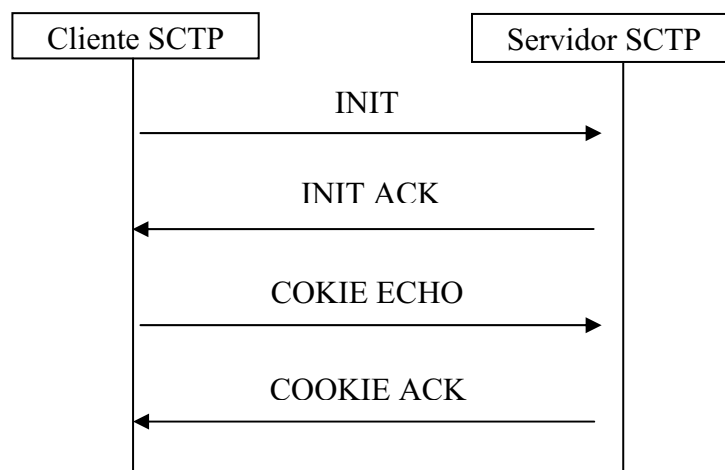 Cliente SCTP
Servidor SCTP
INIT
INIT ACK
COKIE ECHO
COOKIE ACK